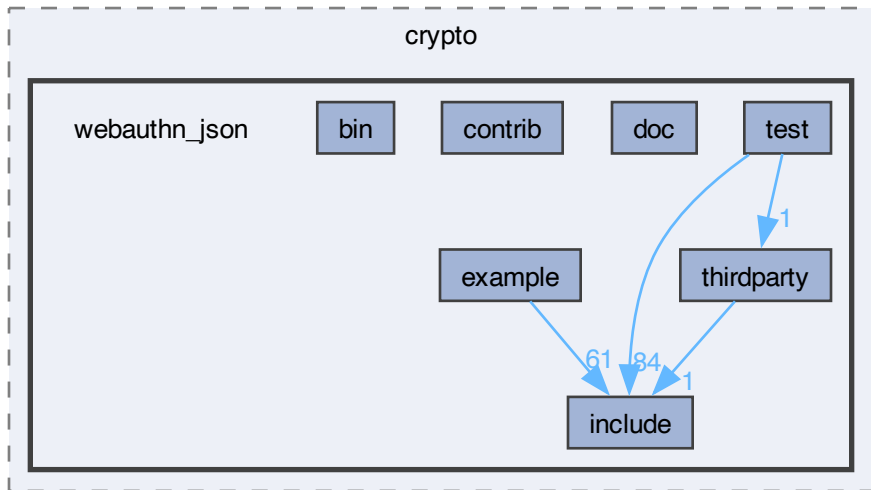 crypto
webauthn_json
bin
contrib
doc
test
1
example
thirdparty
61
84
1
include